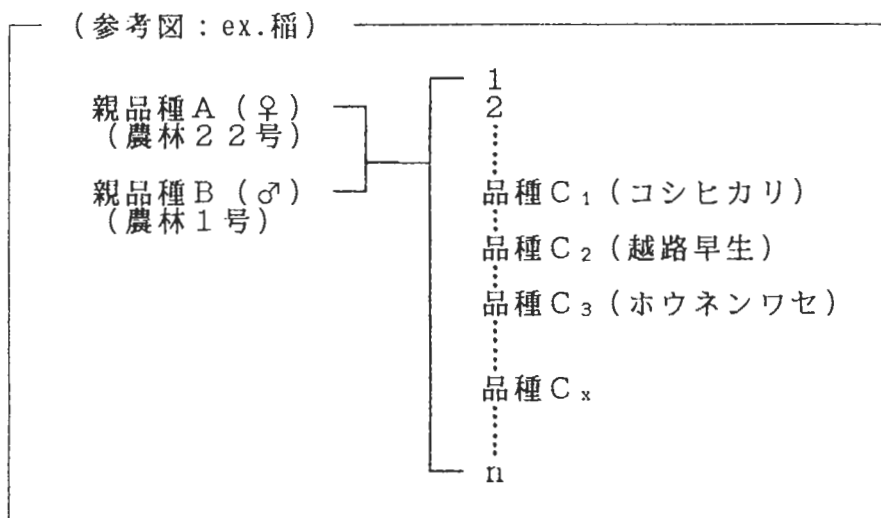 （参考図：ex.稲）
1
親品種A（♀）
2
（農林22号）
親品種B（♂）
品種C₁（コシヒカリ）
（農林1号）
品種C₂（越路早生）
品種C₃（ホウネンワセ）
品種Cₓ
n